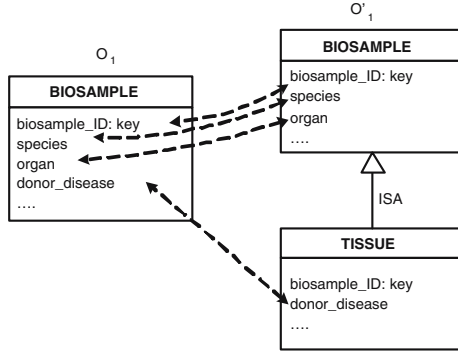 O1
BIOSAMPLE
biosample_ID: key
species
organ
donor_disease
....
O'1
BIOSAMPLE
biosample_ID: key
species
organ
....
ISA
TISSUE
biosample_ID: key
donor_disease
....